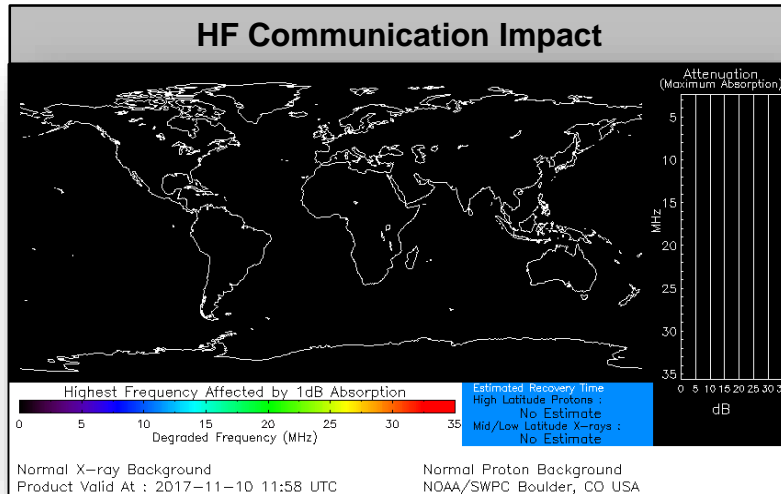 HF Communication Impact
Attenuation
(Maximum Absorption)
5
10
15
20
25
30
35
MHz
0 5 10 15 20 25 30
dB
Highest Frequency Affected by 1dB Absorption
0 5 10 15 20 25 30 35
Degraded Frequency (MHz)
Estimated Recovery Time
High Latitude Protons :
No Estimate
Mid/Low Latitude X-rays :
No Estimate
Normal X-ray Background
Normal Proton Background
Product Valid At : 2017-11-10 11:58 UTC
NOAA/SWPC Boulder, CO USA